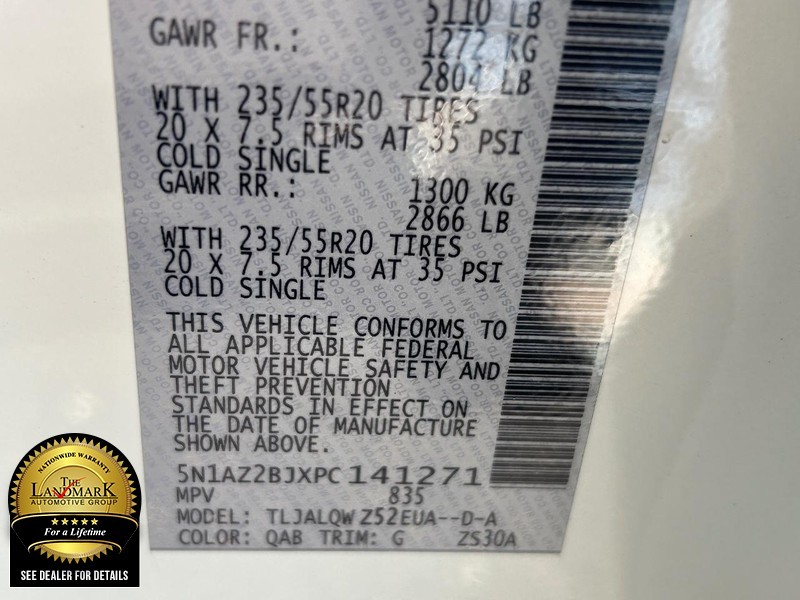 5110 LB
GAWR FR.: 1272 KG
2804 LB
WITH 235/55R20 TIRES
20 X 7.5 RIMS AT 35 PSI
COLD SINGLE
GAWR RR.: 1300 KG
2866 LB
WITH 235/55R20 TIRES
20 X 7.5 RIMS AT 35 PSI
COLD SINGLE
THIS VEHICLE CONFORMS TO
ALL APPLICABLE FEDERAL
MOTOR VEHICLE SAFETY AND
THEFT PREVENTION
STANDARDS IN EFFECT ON
THE DATE OF MANUFACTURE
SHOWN ABOVE.
5N1AZ2BJXPC141271
MPV 835
MODEL: TLJALQWZ52EUA--D-A
COLOR: QAB TRIM: G ZS30A
NATIONWIDE WARRANTY
THE
LANDMARK
AUTOMOTIVE GROUP
For a Lifetime
SEE DEALER FOR DETAILS